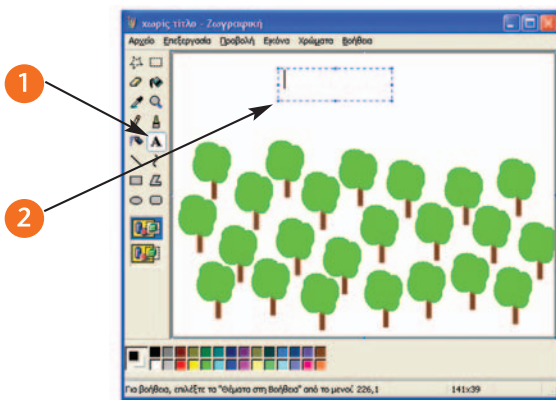 χωρίς τίτλο - Ζωγραφική
Αρχείο Επεξεργασία Προβολή Εικόνα Χρώματα Βοήθεια
1
A
2
Για βοήθεια, επιλέξτε τα "Θέματα στη Βοήθεια" από το μενού 226,1 141x39